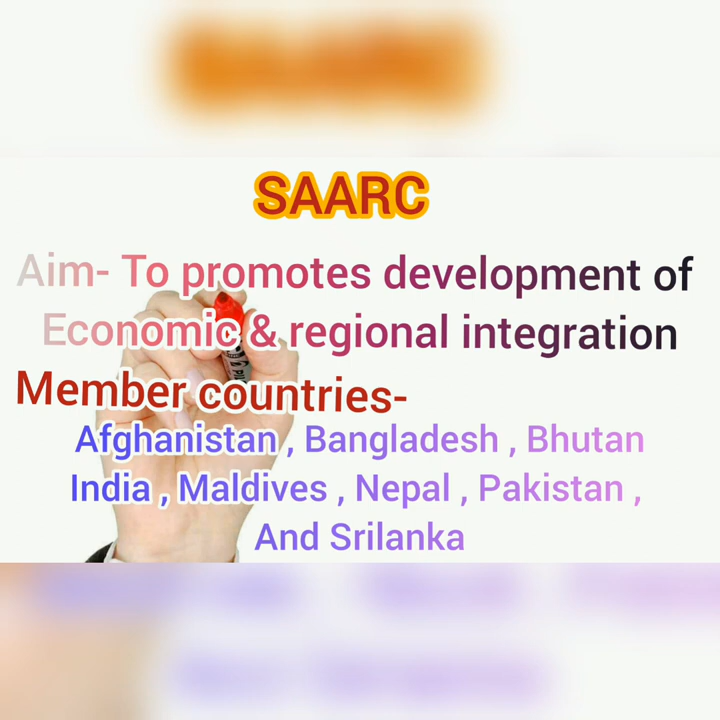 SAARC
Aim- To promotes development of
Economic & regional integration
Member countries-
Afghanistan , Bangladesh , Bhutan
India , Maldives , Nepal , Pakistan ,
And Srilanka